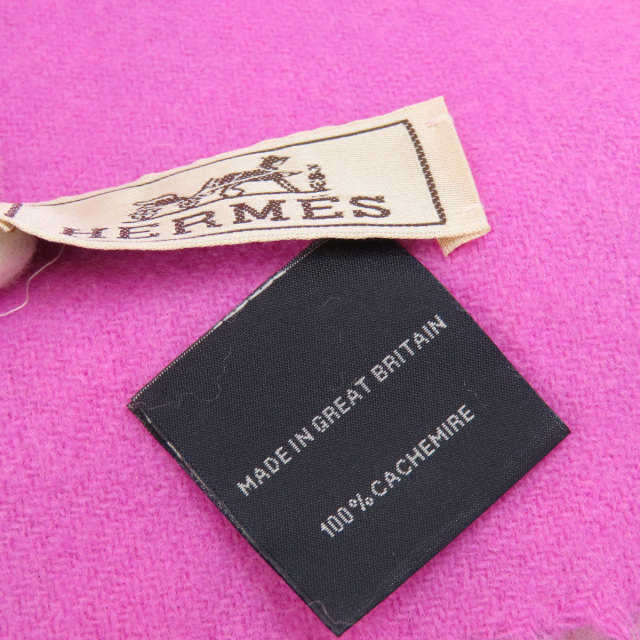 HERMES
MADE IN GREAT BRITAIN
100% CACHEMIRE